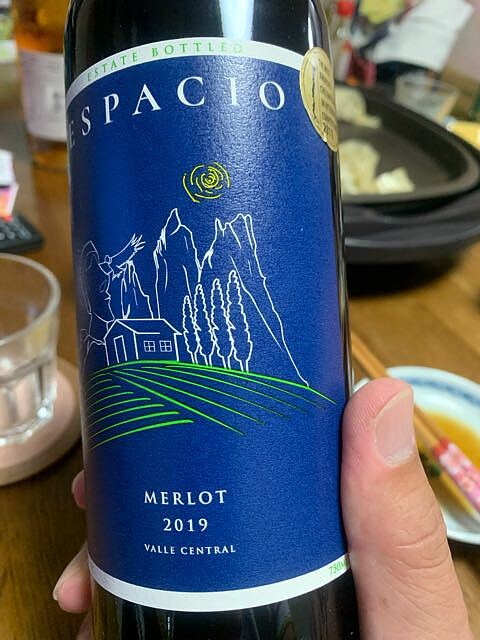 ESTATE BOTTLED
ESPACIO
MERLOT
2019
VALLE CENTRAL